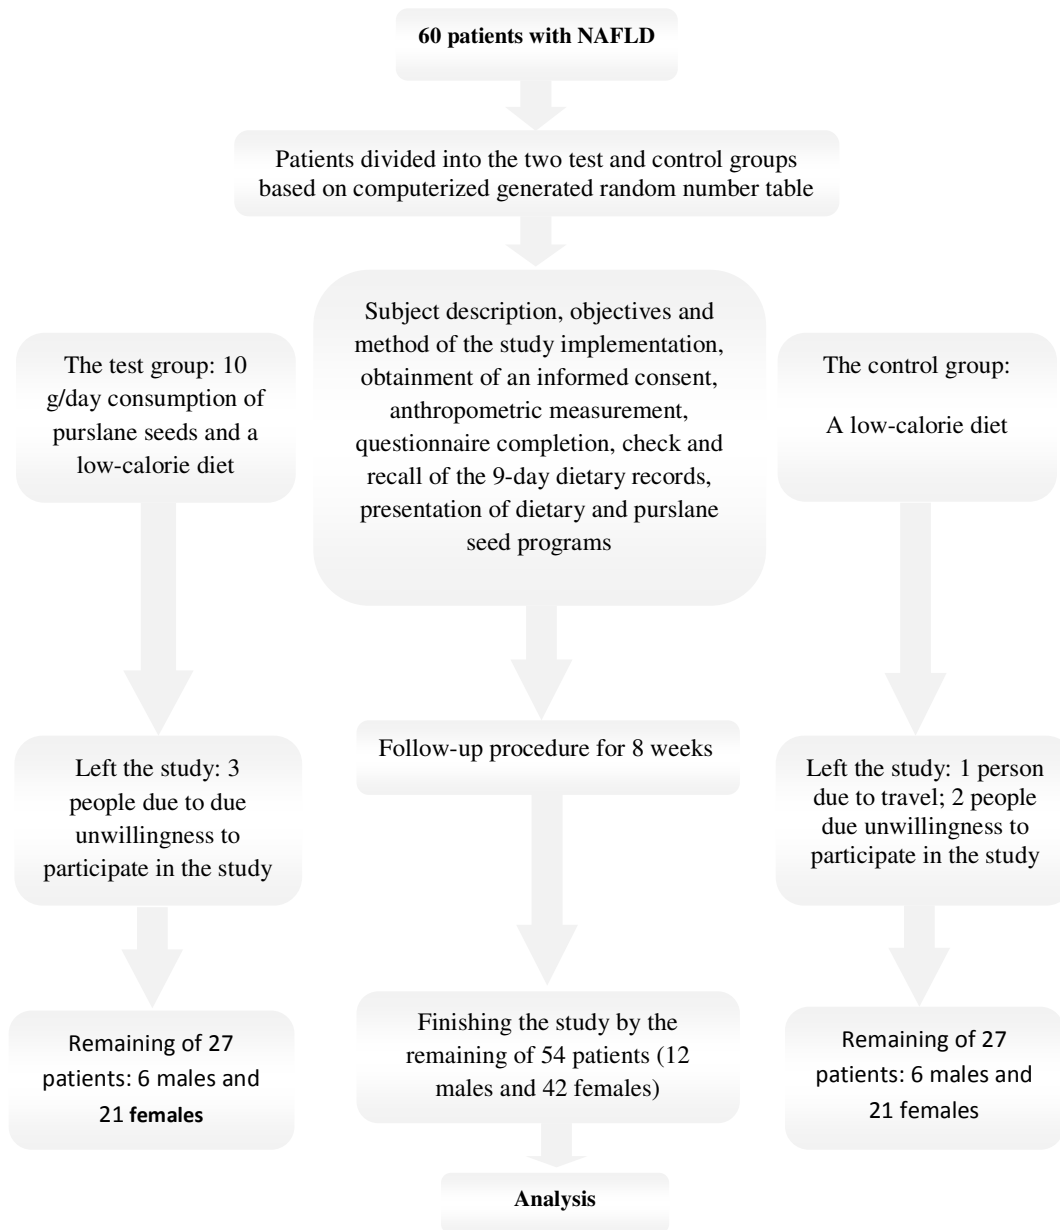 60 patients with NAFLD
Patients divided into the two test and control groups
based on computerized generated random number table
The test group: 10
g/day consumption of
purslane seeds and a
low-calorie diet
Subject description, objectives and
method of the study implementation,
obtainment of an informed consent,
anthropometric measurement,
questionnaire completion, check and
recall of the 9-day dietary records,
presentation of dietary and purslane
seed programs
The control group:
A low-calorie diet
Left the study: 3
people due to due
unwillingness to
participate in the study
Follow-up procedure for 8 weeks
Left the study: 1 person
due to travel; 2 people
due unwillingness to
participate in the study
Remaining of 27
patients: 6 males and
21 females
Finishing the study by the
remaining of 54 patients (12
males and 42 females)
Remaining of 27
patients: 6 males and
21 females
Analysis